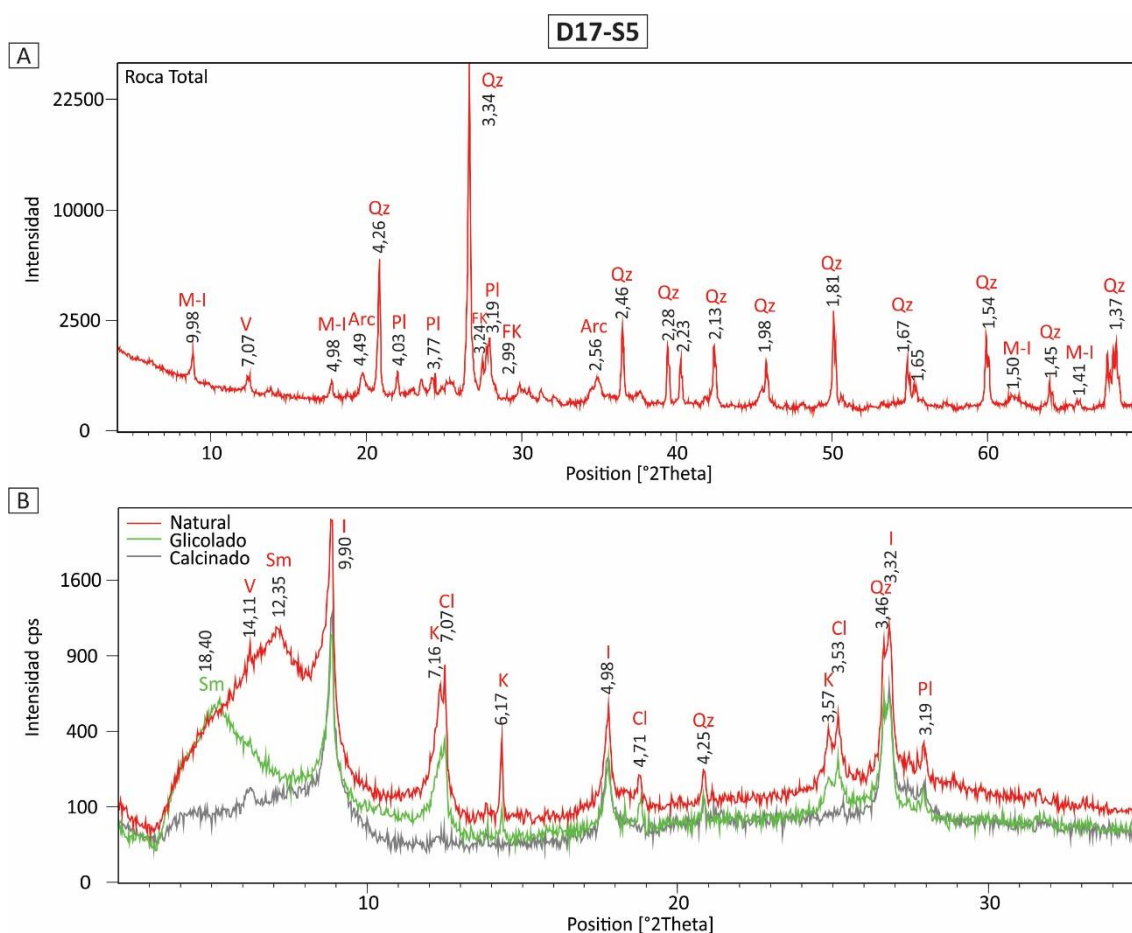 D17-S5
A
Roca Total
Intensidad
22500
10000
2500
0
M-I
9,98
V
7,07
M-I
4,98
Arc
4,49
Qz
4,26
Pl
4,03
Pl
3,77
Qz
3,34
FK
3,24
Pl
3,19
FK
2,99
Arc
2,56
Qz
2,46
Qz
2,28
2,23
Qz
2,13
Qz
1,98
Qz
1,81
Qz
1,67
1,65
Qz
1,54
M-I
1,50
Qz
1,45
M-I
1,41
Qz
1,37
10 20 30 40 50 60
Position [°2Theta]
B
Natural
Glicolado
Calcinado
Intensidad cps
1600
900
400
100
0
18,40
Sm
V
14,11
Sm
12,35
I
9,90
K
7,16
Cl
7,07
K
6,17
I
4,98
Cl
4,71
Qz
4,25
K
3,57
Cl
3,53
Qz
3,46
I
3,32
Pl
3,19
10 20 30
Position [°2Theta]